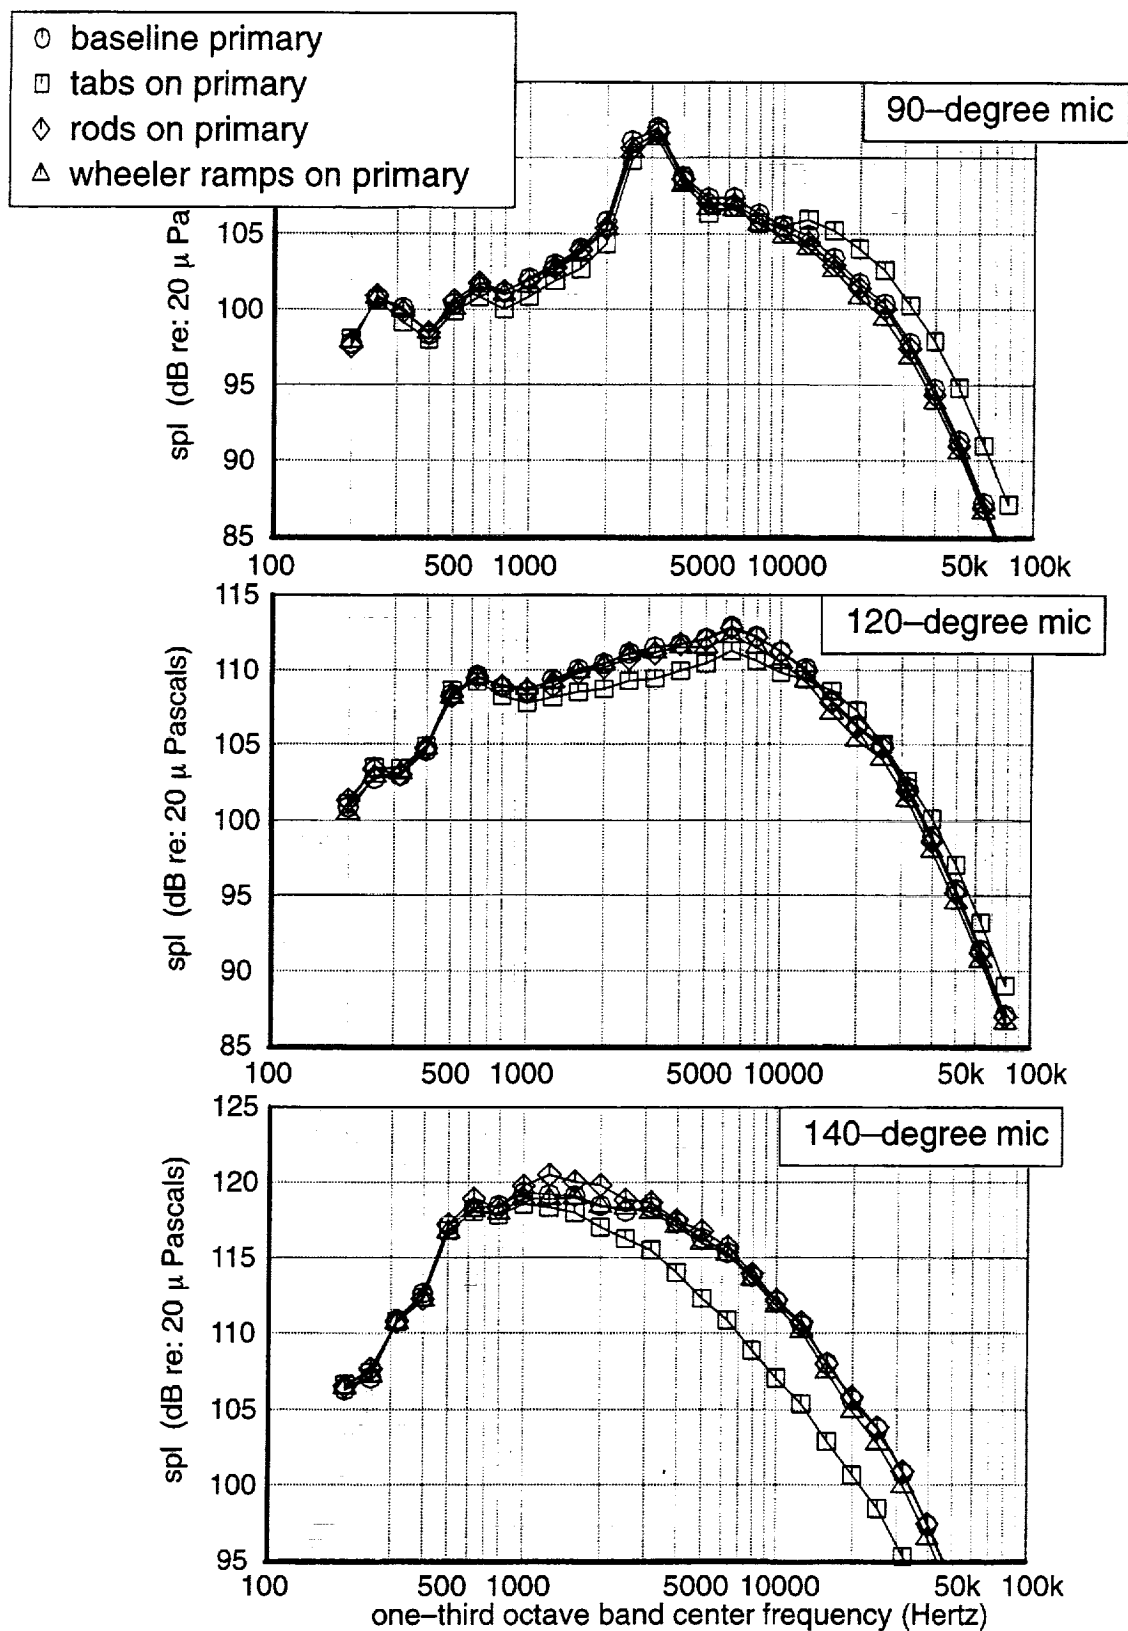 baseline primary
tabs on primary
rods on primary
wheeler ramps on primary
90–degree mic
spl (dB re: 20 μ Pa
105
100
95
90
85
100 500 1000 5000 10000 50k 100k
120–degree mic
spl (dB re: 20 μ Pascals)
115
110
105
100
95
90
85
100 500 1000 5000 10000 50k 100k
140–degree mic
spl (dB re: 20 μ Pascals)
125
120
115
110
105
100
95
100 500 1000 5000 10000 50k 100k
one–third octave band center frequency (Hertz)